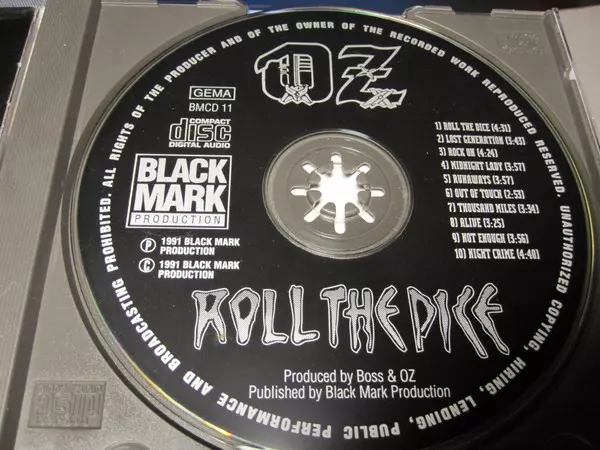 ALL RIGHTS OF THE PRODUCER AND OF THE OWNER OF THE RECORDED WORK REPRODUCED RESERVED. UNAUTHORIZED COPYING, HIRING, LENDING, PUBLIC PERFORMANCE AND BROADCASTING PROHIBITED.
OZ
GEMA
BMCD 11
COMPACT
disc
DIGITAL AUDIO
BLACK
MARK
PRODUCTION
P 1991 BLACK MARK
PRODUCTION
C 1991 BLACK MARK
PRODUCTION
1) ROLL THE DICE (4:31)
2) LOST GENERATION (3:43)
3) ROCK ON (4:24)
4) MIDNIGHT LADY (3:57)
5) RUNAWAYS (3:57)
6) OUT OF TOUCH (2:53)
7) THOUSAND MILES (3:34)
8) ALIVE (3:25)
9) NOT ENOUGH (3:56)
10) NIGHT CRIME (4:40)
ROLL THE DICE
Produced by Boss & OZ
Published by Black Mark Production